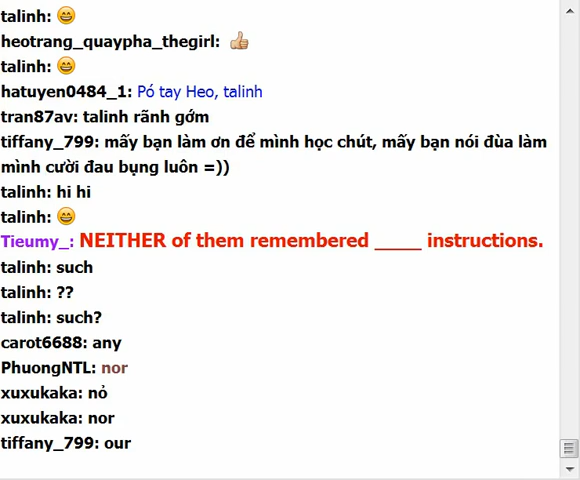 talinh: 😄
heotrang_quaypha_thegirl: 👍
talinh: 😄
hatuyen0484_1: Pó tay Heo, talinh
tran87av: talinh rãnh gớm
tiffany_799: mấy bạn làm ơn để mình học chút, mấy bạn nói đùa làm
mình cười đau bụng luôn =))
talinh: hi hi
talinh: 😄
Tieumy_: NEITHER of them remembered ____ instructions.
talinh: such
talinh: ??
talinh: such?
carot6688: any
PhuongNTL: nor
xuxukaka: nỏ
xuxukaka: nor
tiffany_799: our